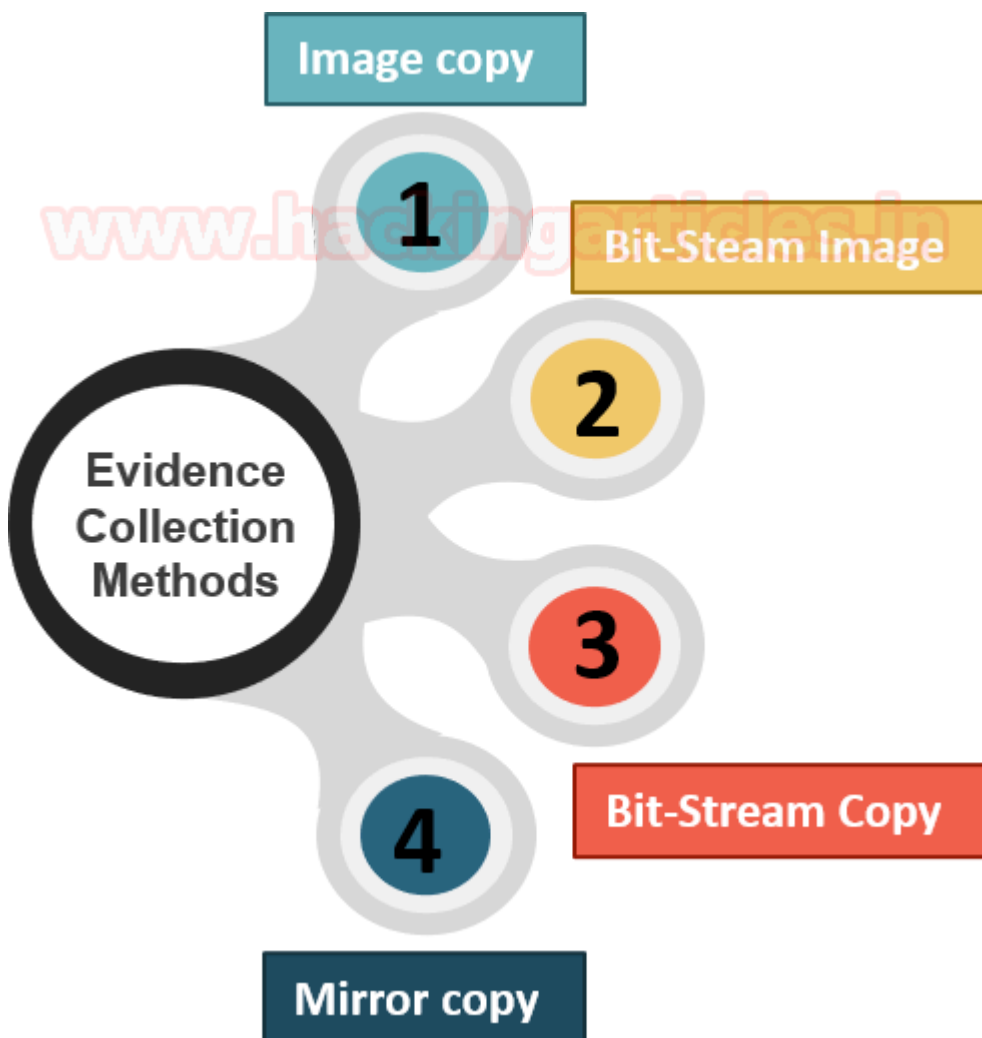 Image copy
1
www.hackingarticles.in
Bit-Steam Image
2
Evidence
Collection
Methods
3
Bit-Stream Copy
4
Mirror copy